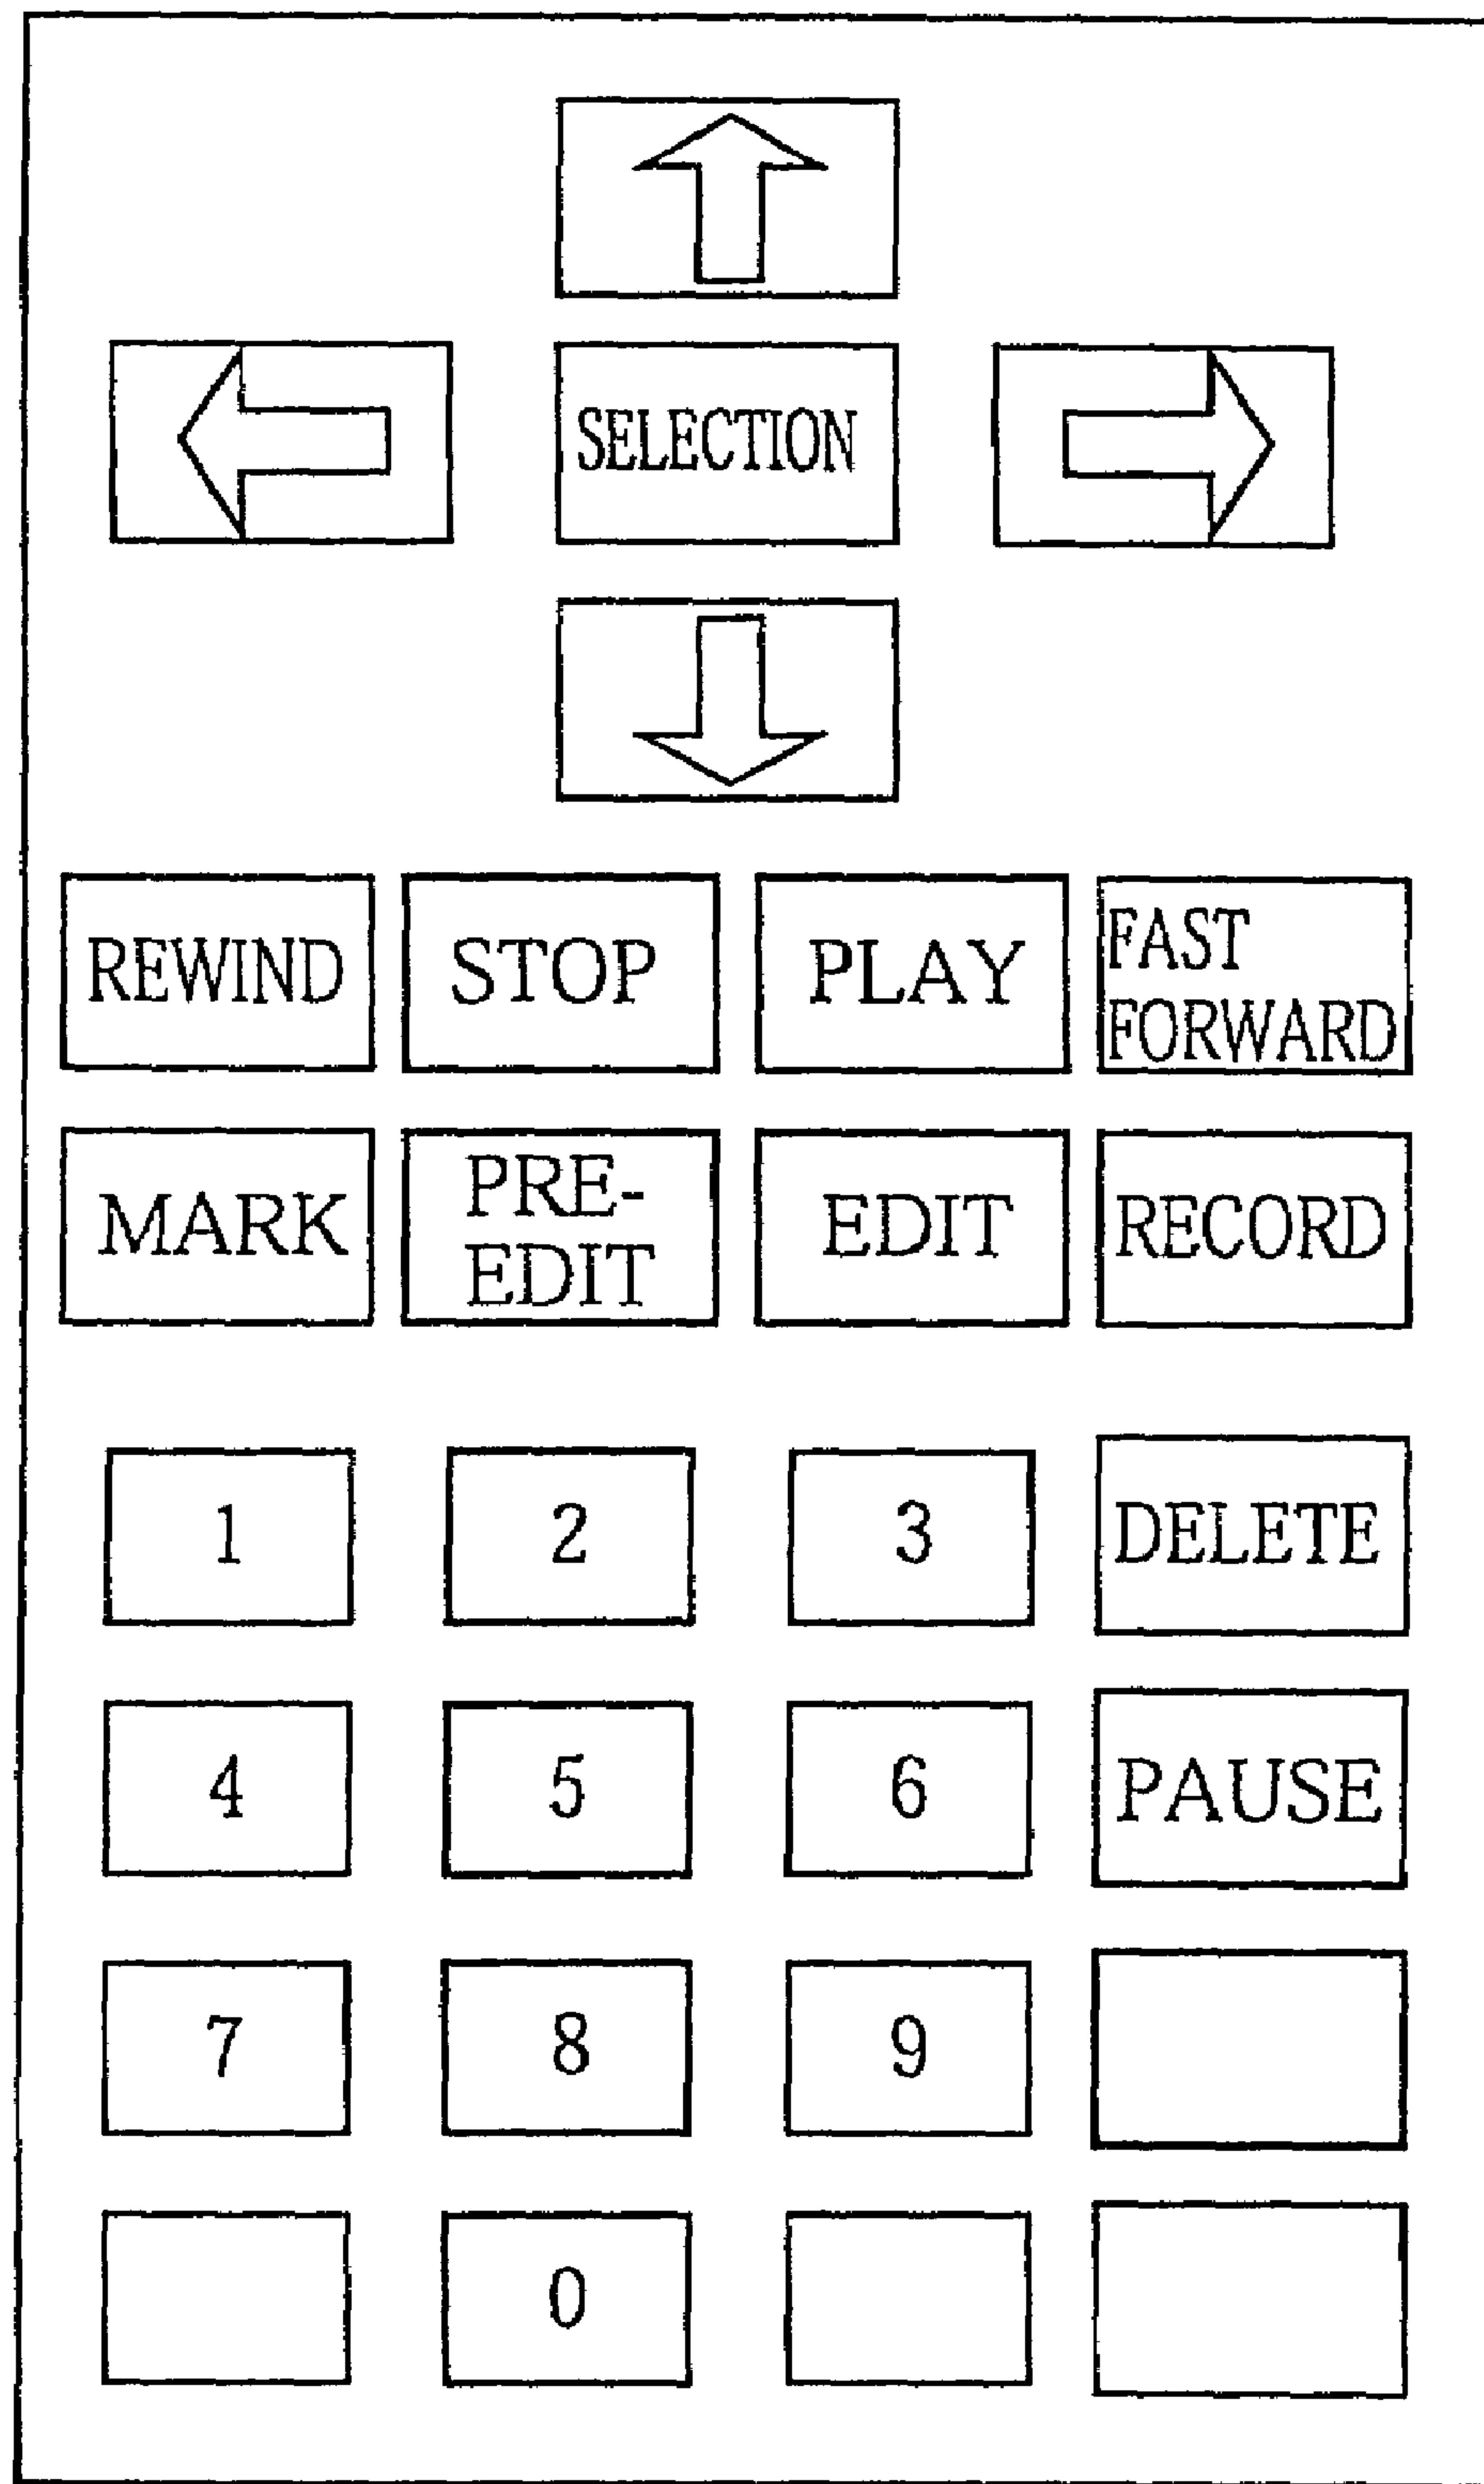 SELECTION
REWIND STOP PLAY FAST FORWARD
MARK PRE-EDIT EDIT RECORD
1 2 3 DELETE
4 5 6 PAUSE
7 8 9
0